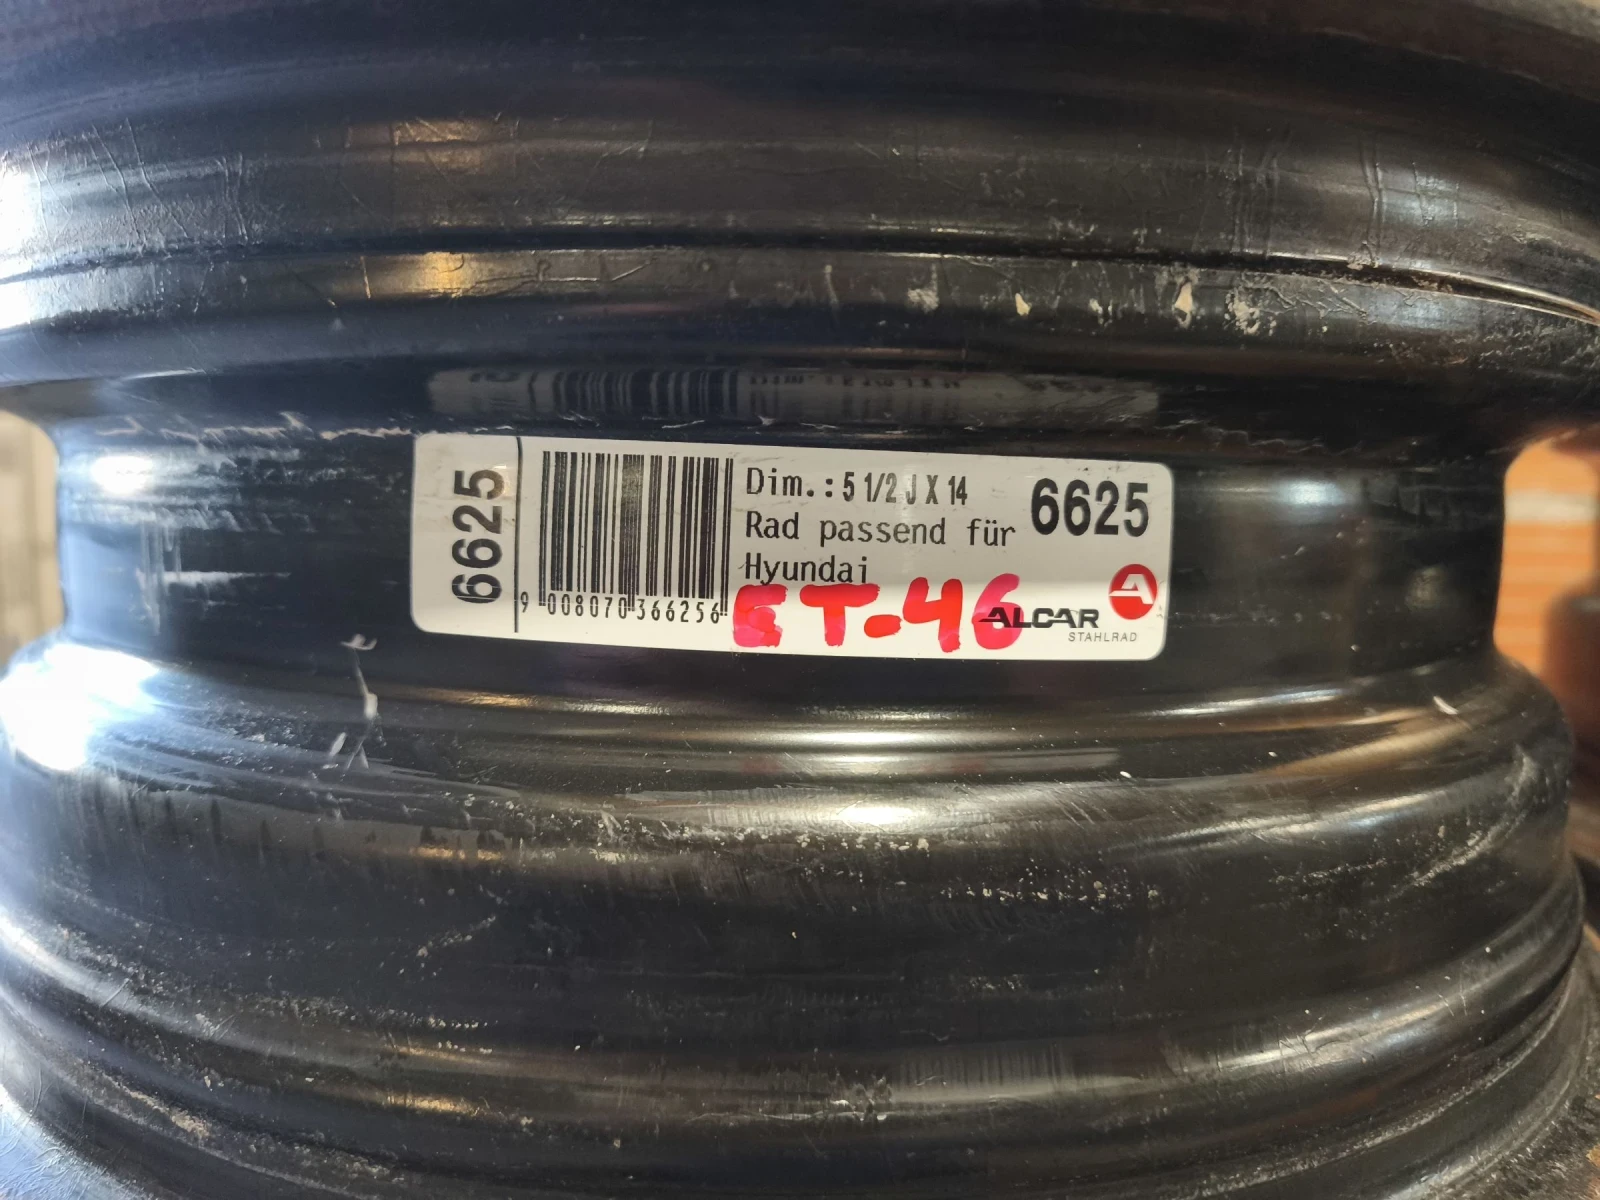 6625
9 008070 366256
Dim.: 5 1/2 J X 14
Rad passend für
Hyundai
6625
ET-46
ALCAR
STAHLRAD
A